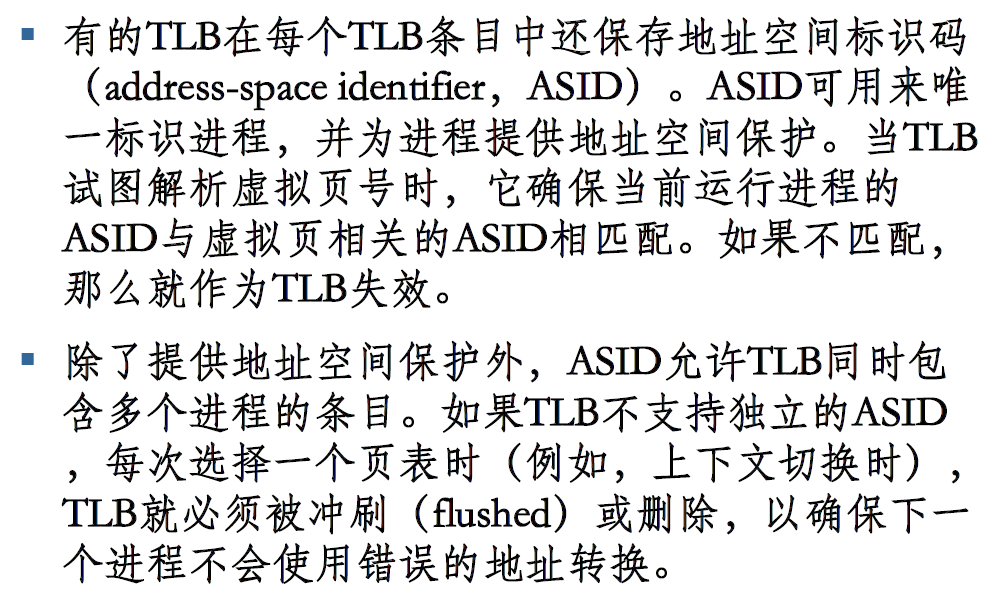 ▪ 有的TLB在每个TLB条目中还保存地址空间标识码
（address-space identifier，ASID）。ASID可用来唯
一标识进程，并为进程提供地址空间保护。当TLB
试图解析虚拟页号时，它确保当前运行进程的
ASID与虚拟页相关的ASID相匹配。如果不匹配，
那么就作为TLB失效。
▪ 除了提供地址空间保护外，ASID允许TLB同时包
含多个进程的条目。如果TLB不支持独立的ASID
，每次选择一个页表时（例如，上下文切换时），
TLB就必须被冲刷（flushed）或删除，以确保下一
个进程不会使用错误的地址转换。